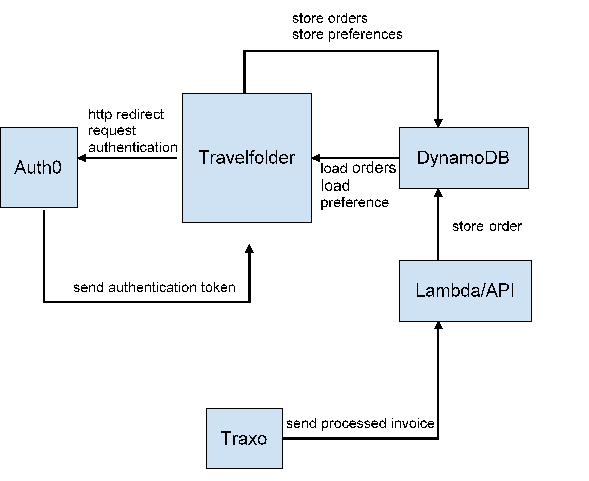 store orders
store preferences
http redirect
request
authentication
Auth0
Travelfolder
DynamoDB
load orders
load
preference
store order
send authentication token
Lambda/API
send processed invoice
Traxo